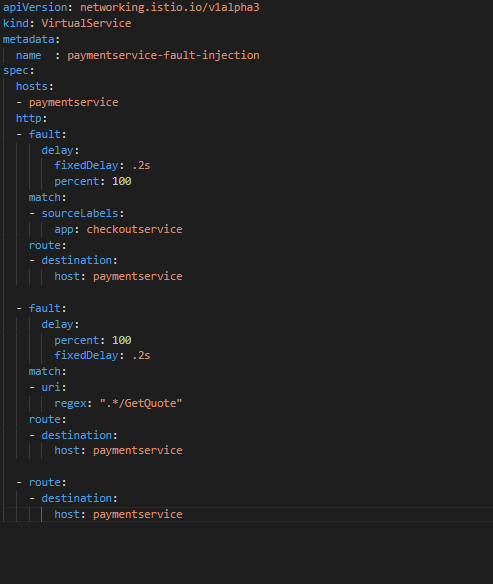 apiVersion: networking.istio.io/v1alpha3
kind: VirtualService
metadata:
  name  : paymentservice-fault-injection
spec:
  hosts:
  - paymentservice
  http:
  - fault:
      delay:
        fixedDelay: .2s
        percent: 100
    match:
    - sourceLabels:
        app: checkoutservice
    route:
    - destination:
        host: paymentservice

  - fault:
      delay:
        percent: 100
        fixedDelay: .2s
    match:
    - uri:
        regex: ".*/GetQuote"
    route:
    - destination:
        host: paymentservice

  - route:
    - destination:
        host: paymentservice